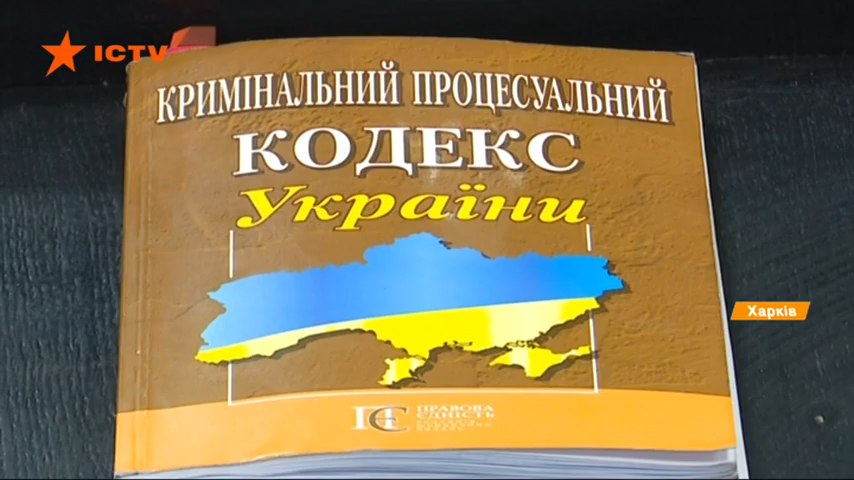 ICTV
КРИМІНАЛЬНИЙ ПРОЦЕСУАЛЬНИЙ
КОДЕКС
України
Харків
ПРАВОВА
ЄДНІСТЬ